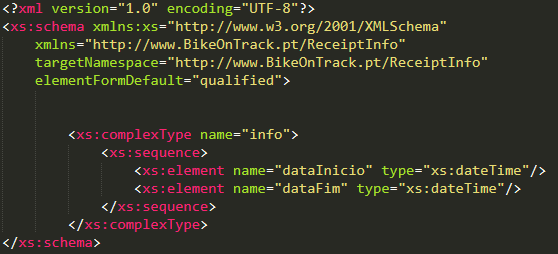 <?xml version="1.0" encoding="UTF-8"?>
<xs:schema xmlns:xs="http://www.w3.org/2001/XMLSchema"
xmlns="http://www.BikeOnTrack.pt/ReceiptInfo"
targetNamespace="http://www.BikeOnTrack.pt/ReceiptInfo"
elementFormDefault="qualified">
<xs:complexType name="info">
<xs:sequence>
<xs:element name="dataInicio" type="xs:dateTime"/>
<xs:element name="dataFim" type="xs:dateTime"/>
</xs:sequence>
</xs:complexType>
</xs:schema>